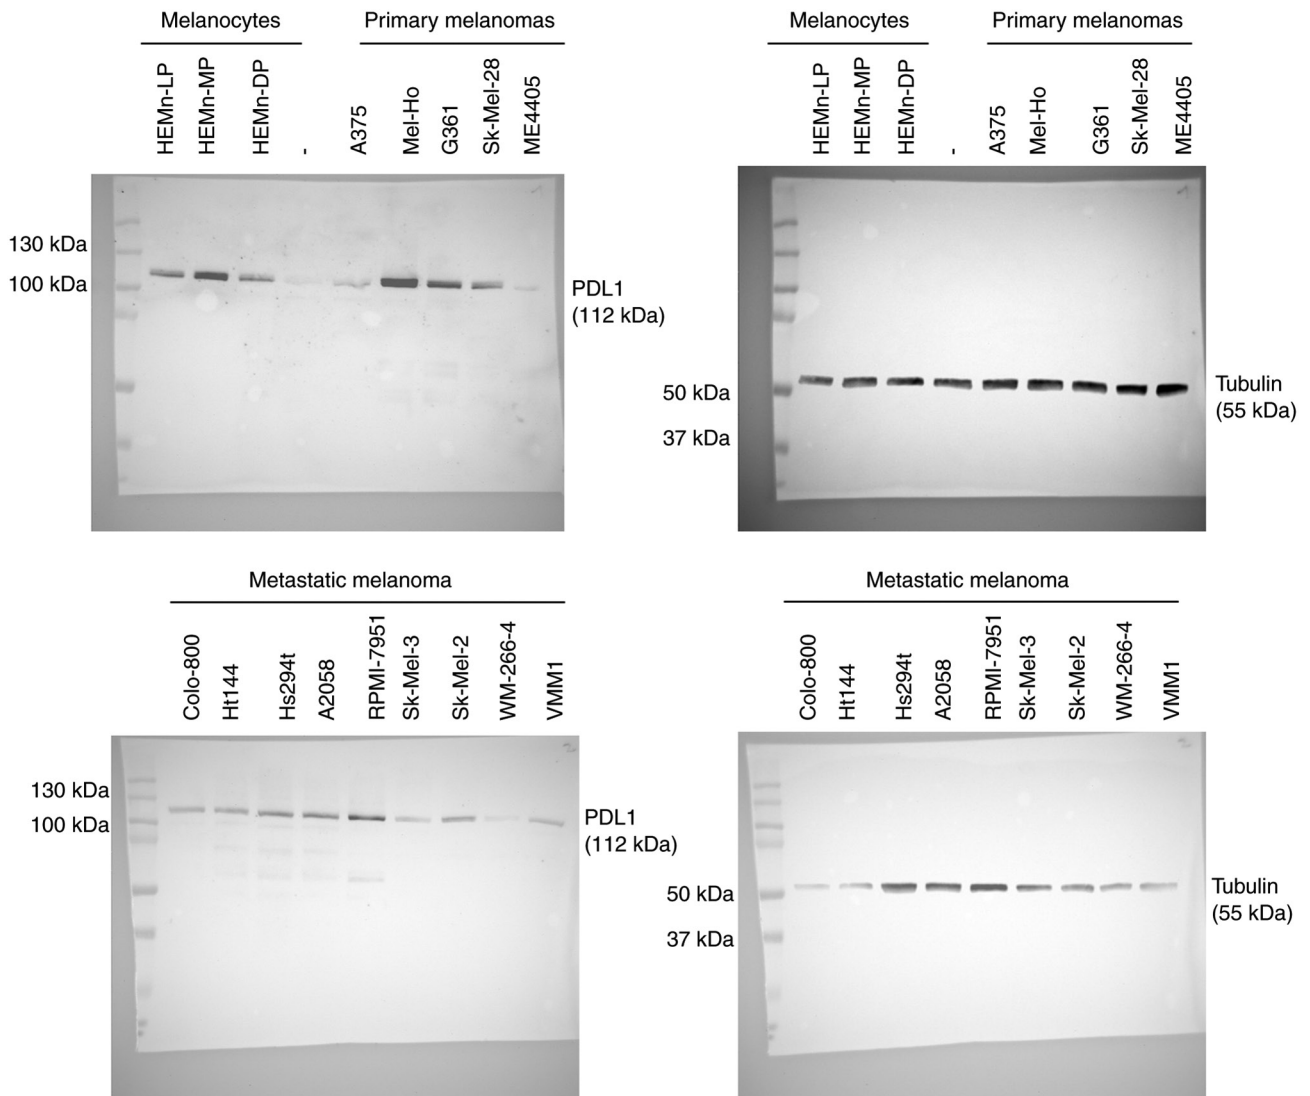 Melanocytes
Primary melanomas
HEMn-LP
HEMn-MP
HEMn-DP
-
A375
Mel-Ho
G361
Sk-Mel-28
ME4405
130 kDa
100 kDa
PDL1
(112 kDa)
Melanocytes
Primary melanomas
HEMn-LP
HEMn-MP
HEMn-DP
-
A375
Mel-Ho
G361
Sk-Mel-28
ME4405
50 kDa
37 kDa
Tubulin
(55 kDa)
Metastatic melanoma
Colo-800
Ht144
Hs294t
A2058
RPMI-7951
Sk-Mel-3
Sk-Mel-2
WM-266-4
VMM1
130 kDa
100 kDa
PDL1
(112 kDa)
Metastatic melanoma
Colo-800
Ht144
Hs294t
A2058
RPMI-7951
Sk-Mel-3
Sk-Mel-2
WM-266-4
VMM1
50 kDa
37 kDa
Tubulin
(55 kDa)